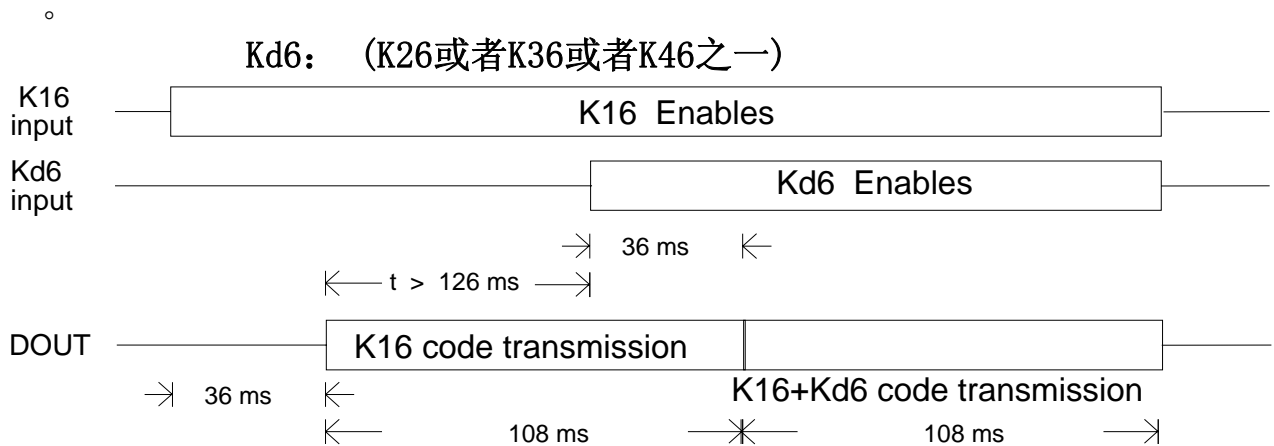 。
Kd6： (K26或者K36或者K46之一)
K16
input
K16 Enables
Kd6
input
Kd6 Enables
36 ms
t > 126 ms
DOUT
K16 code transmission
K16+Kd6 code transmission
36 ms
108 ms
108 ms